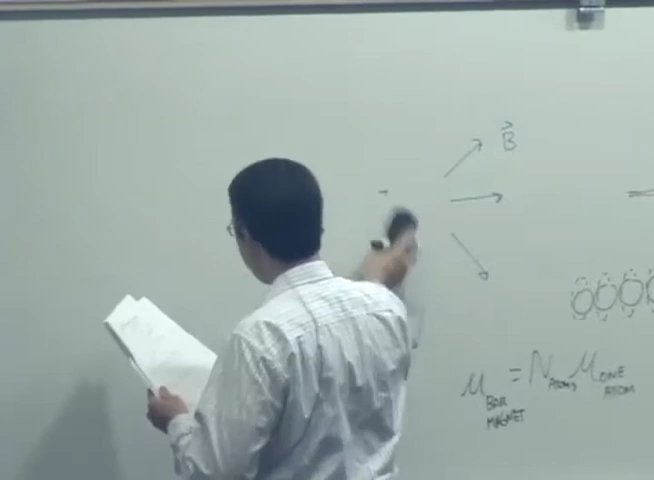 B⃗
μ BAR MAGNET = N ATOMS μ ONE ATOM